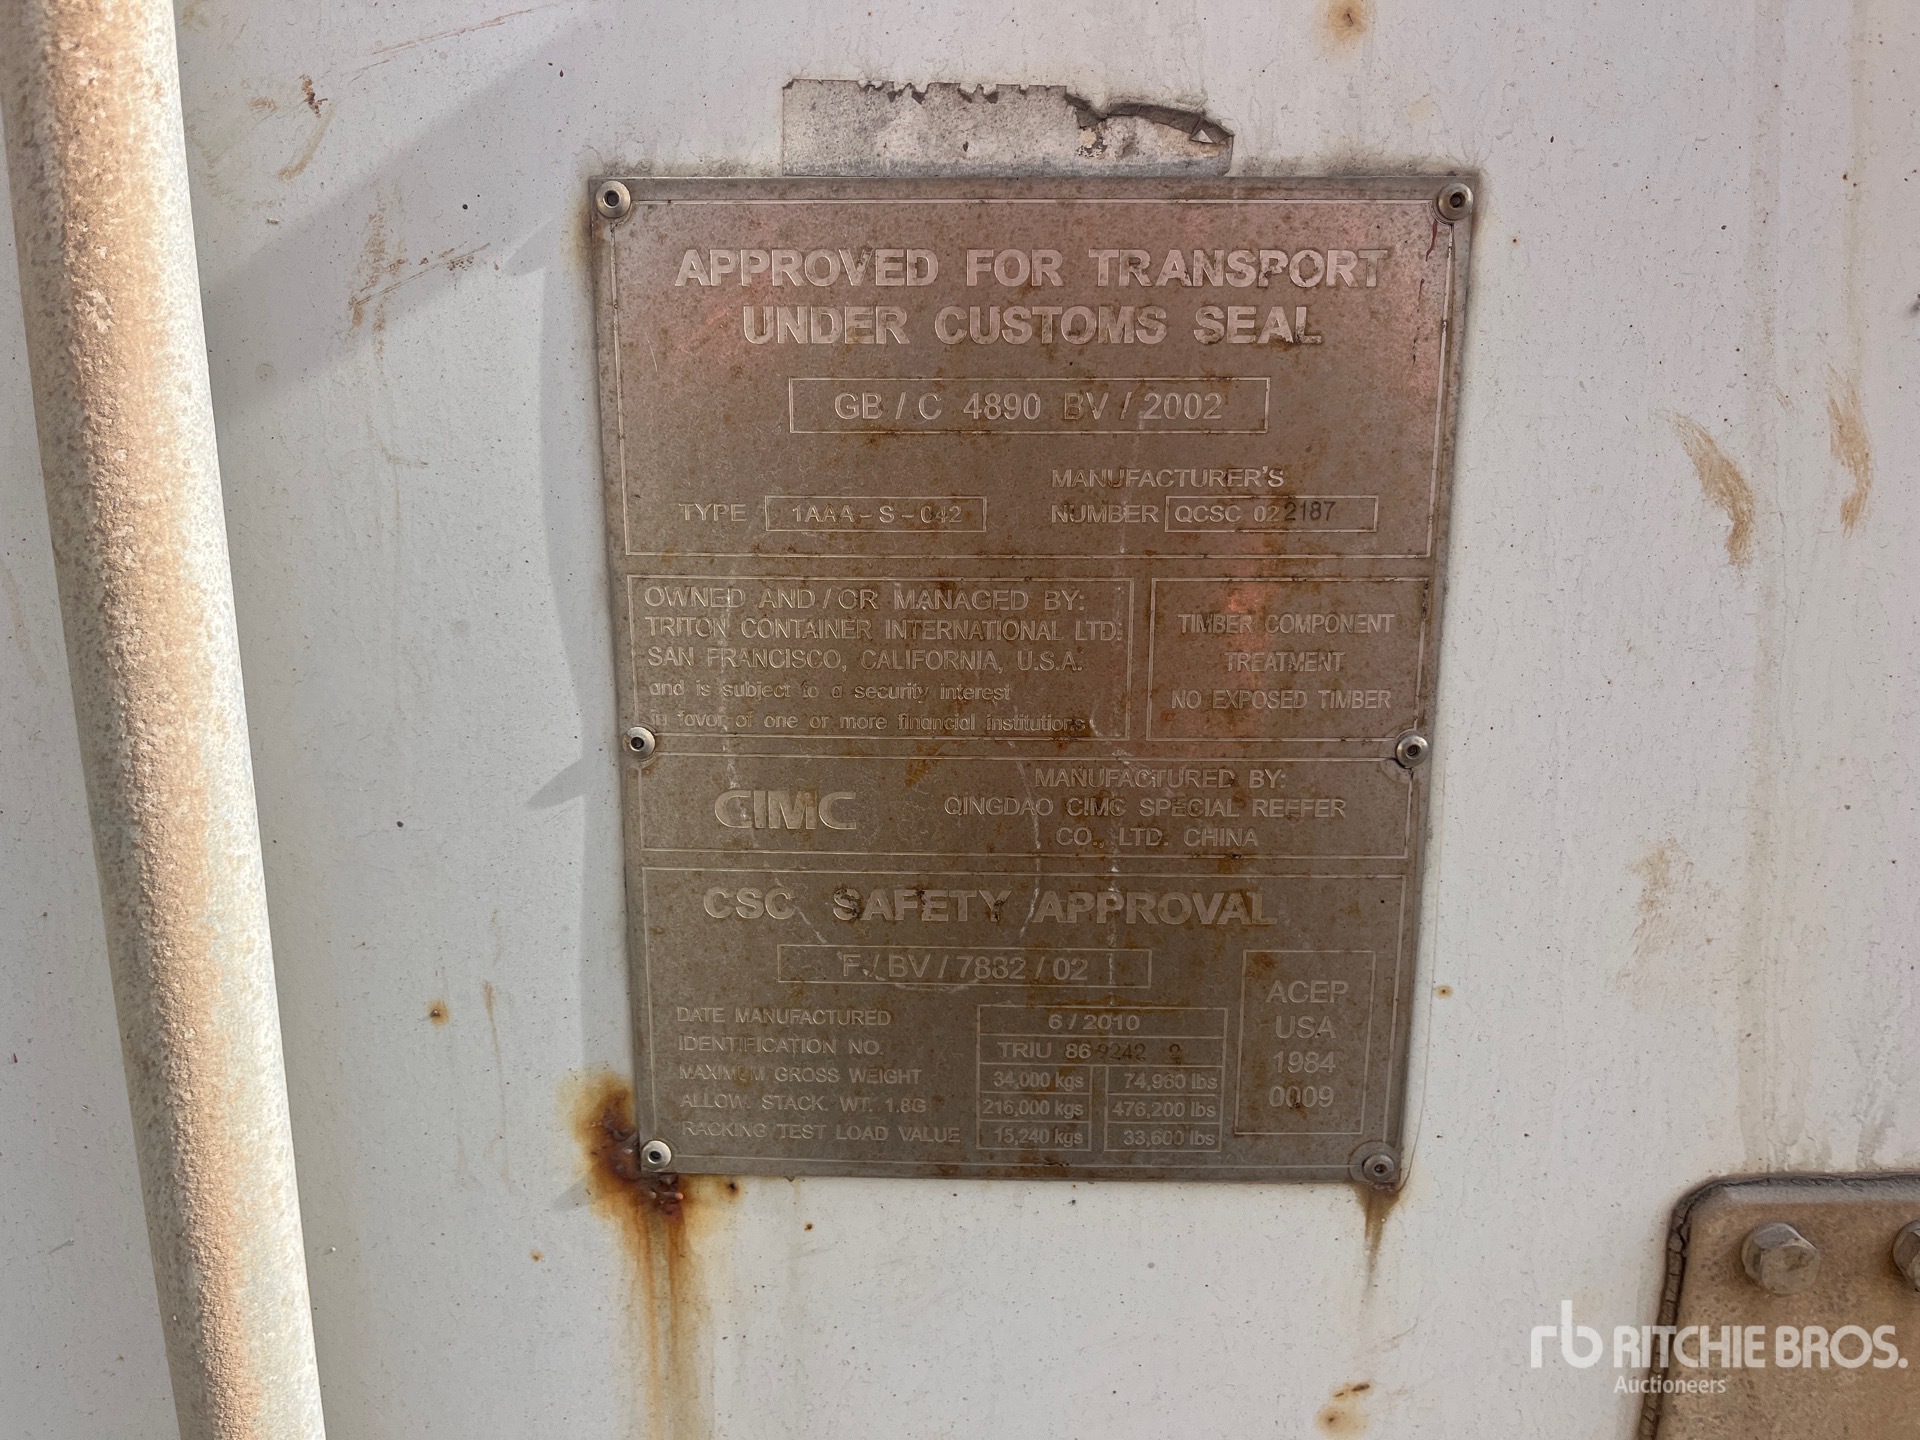 APPROVED FOR TRANSPORT
UNDER CUSTOMS SEAL
GB / C 4890 BV / 2002
MANUFACTURER'S
TYPE 1AAA - S - 042 NUMBER QCSC 022187
OWNED AND / OR MANAGED BY:
TRITON CONTAINER INTERNATIONAL LTD.
SAN FRANCISCO, CALIFORNIA, U.S.A.
and is subject to a security interest
in favor of one or more financial institutions
TIMBER COMPONENT
TREATMENT
NO EXPOSED TIMBER
CIMC
MANUFACTURED BY:
QINGDAO CIMC SPECIAL REEFER
CO., LTD. CHINA
CSC SAFETY APPROVAL
F / BV / 7832 / 02
DATE MANUFACTURED 6 / 2010
IDENTIFICATION NO. TRIU 86
MAXIMUM GROSS WEIGHT 34,000 kgs 74,960 lbs
ALLOW. STACK. WT. 1.8G 216,000 kgs 476,200 lbs
RACKING TEST LOAD VALUE 15,240 kgs 33,600 lbs
ACEP
USA
1984
0009
rb RITCHIE BROS.
Auctioneers